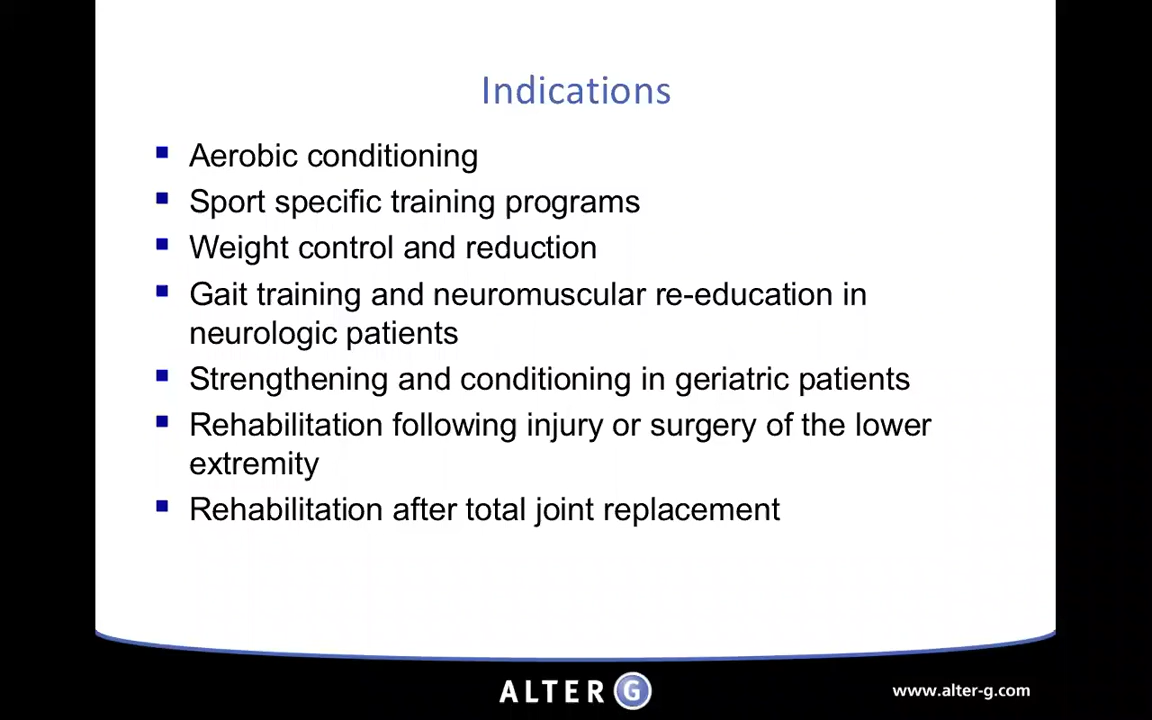 Indications
Aerobic conditioning
Sport specific training programs
Weight control and reduction
Gait training and neuromuscular re-education in
neurologic patients
Strengthening and conditioning in geriatric patients
Rehabilitation following injury or surgery of the lower
extremity
Rehabilitation after total joint replacement
ALTER G
www.alter-g.com